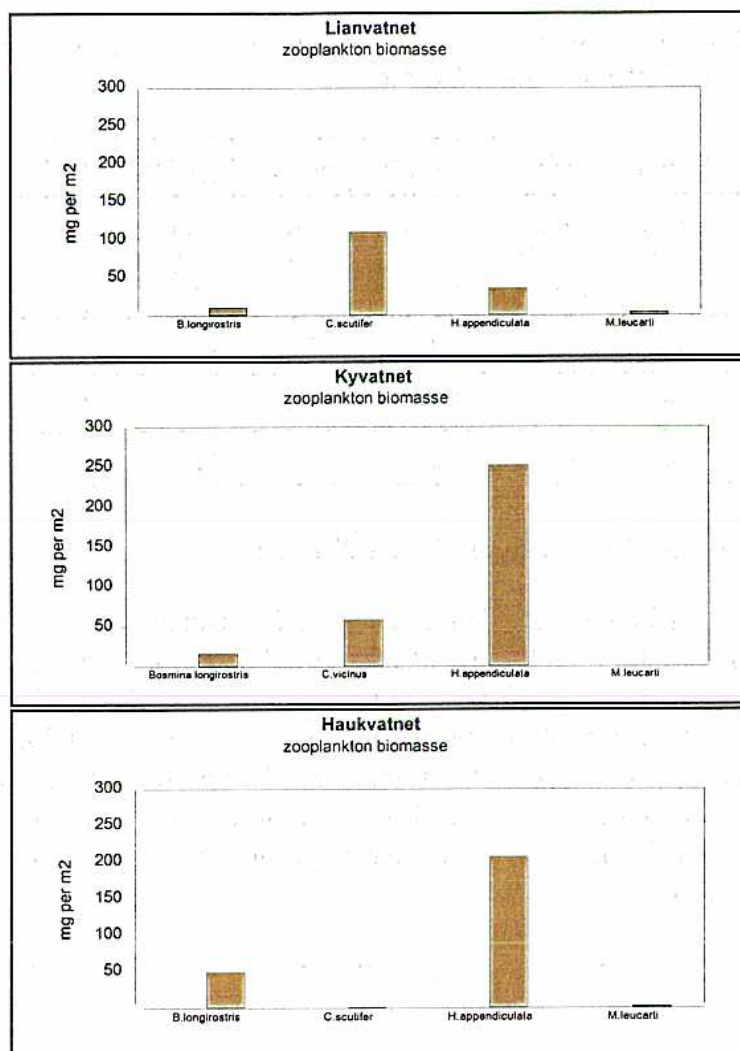 Lianvatnet
zooplankton biomasse
300
250
200
150
100
50
mg per m2
B.longirostris C.scutifer H.appendiculata M.leucarti
Kyvatnet
zooplankton biomasse
300
250
200
150
100
50
mg per m2
Bosmina longirostris C.vicinus H.appendiculata M.leucarti
Haukvatnet
zooplankton biomasse
300
250
200
150
100
50
mg per m2
B.longirostris C.scutifer H.appendiculata M.leucarti